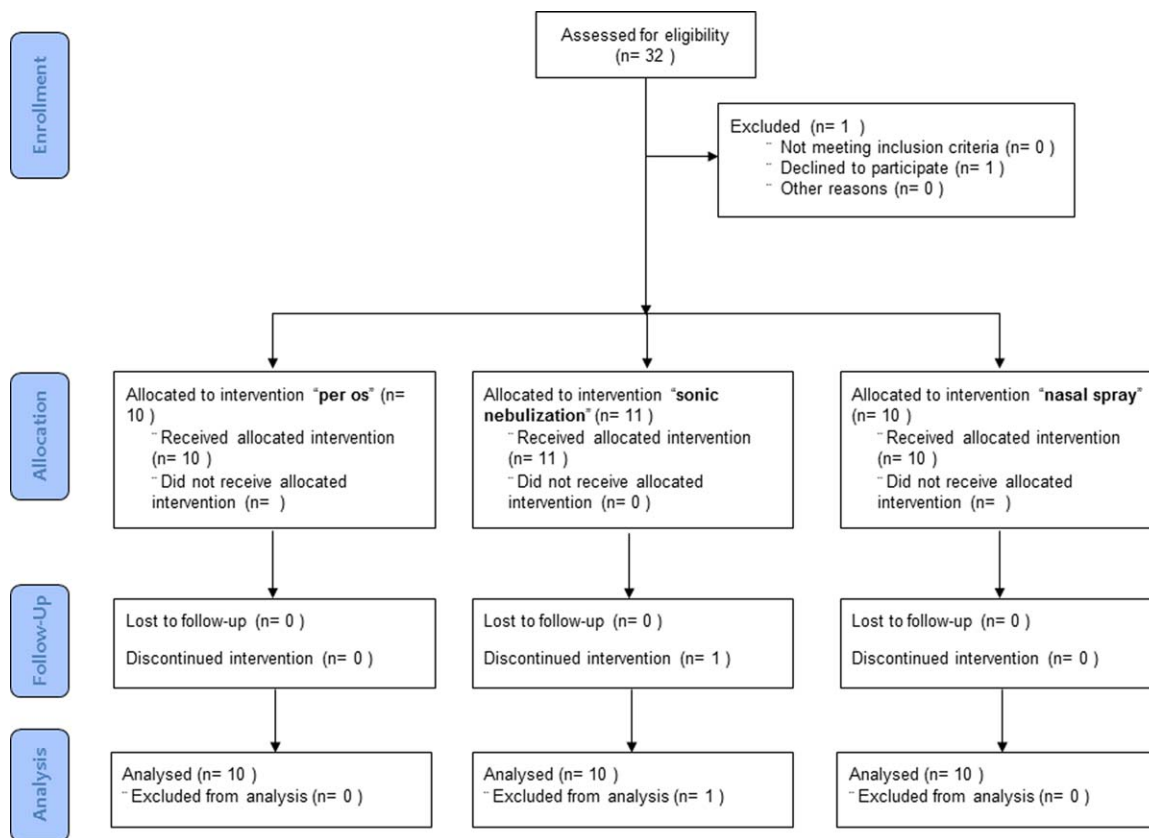 Enrollment
Assessed for eligibility
(n= 32 )
Excluded (n= 1 )
¨ Not meeting inclusion criteria (n= 0 )
¨ Declined to participate (n= 1 )
¨ Other reasons (n= 0 )
Allocation
Allocated to intervention “per os” (n=
10 )
¨ Received allocated intervention
(n= 10 )
¨ Did not receive allocated
intervention (n= )
Allocated to intervention “sonic
nebulization” (n= 11 )
¨ Received allocated intervention
(n= 11 )
¨ Did not receive allocated
intervention (n= 0 )
Allocated to intervention “nasal spray”
(n= 10 )
¨ Received allocated intervention
(n= 10 )
¨ Did not receive allocated
intervention (n= )
Follow-Up
Lost to follow-up (n= 0 )
Discontinued intervention (n= 0 )
Lost to follow-up (n= 0 )
Discontinued intervention (n= 1 )
Lost to follow-up (n= 0 )
Discontinued intervention (n= 0 )
Analysis
Analysed (n= 10 )
¨ Excluded from analysis (n= 0 )
Analysed (n= 10 )
¨ Excluded from analysis (n= 1 )
Analysed (n= 10 )
¨ Excluded from analysis (n= 0 )